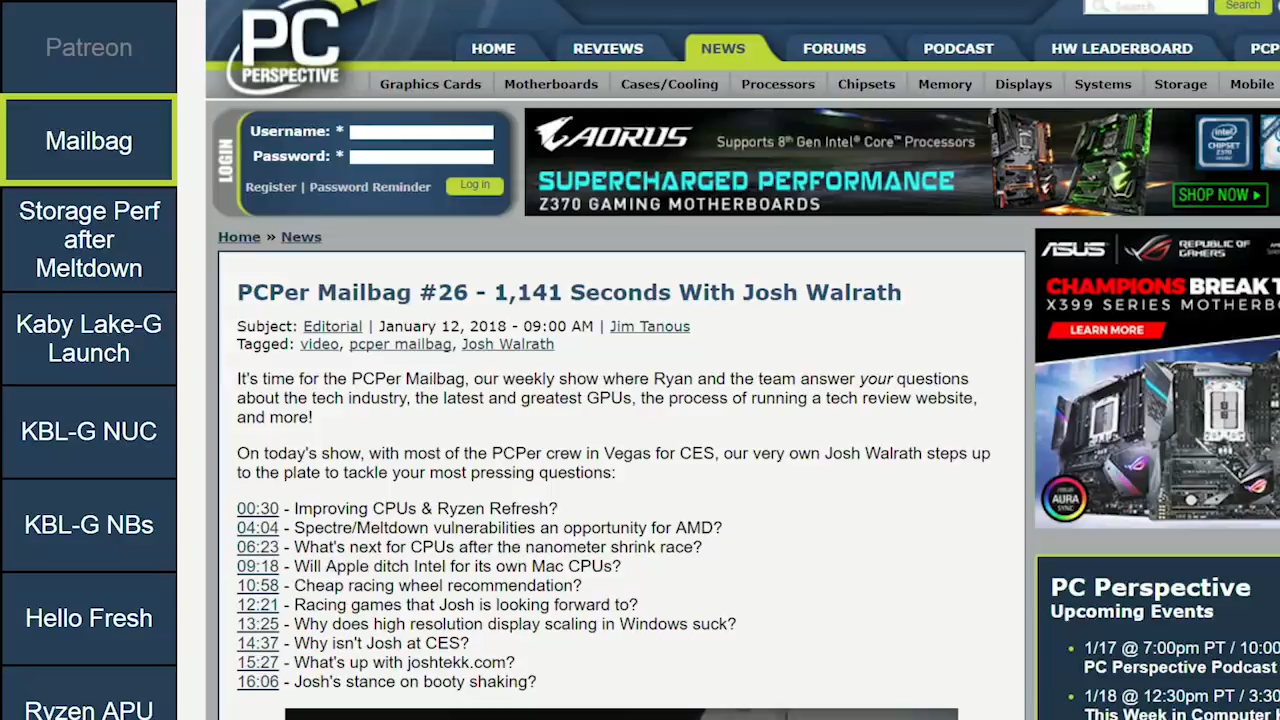 Patreon
Mailbag
Storage Perf
after
Meltdown
Kaby Lake-G
Launch
KBL-G NUC
KBL-G NBs
Hello Fresh
Ryzen APU
PC
PERSPECTIVE
Search
Search
HOME
REVIEWS
NEWS
FORUMS
PODCAST
HW LEADERBOARD
PCP
Graphics Cards
Motherboards
Cases/Cooling
Processors
Chipsets
Memory
Displays
Systems
Storage
Mobile
LOGIN
Username: *
Password: *
Register | Password Reminder
Log in
AORUS
Supports 8th Gen Intel® Core™ Processors
SUPERCHARGED PERFORMANCE
Z370 GAMING MOTHERBOARDS
intel
CHIPSET
Z370
SHOP NOW
Home » News
PCPer Mailbag #26 - 1,141 Seconds With Josh Walrath
Subject: Editorial | January 12, 2018 - 09:00 AM | Jim Tanous
Tagged: video, pcper mailbag, Josh Walrath
It's time for the PCPer Mailbag, our weekly show where Ryan and the team answer your questions
about the tech industry, the latest and greatest GPUs, the process of running a tech review website,
and more!
On today's show, with most of the PCPer crew in Vegas for CES, our very own Josh Walrath steps up
to the plate to tackle your most pressing questions:
00:30 - Improving CPUs & Ryzen Refresh?
04:04 - Spectre/Meltdown vulnerabilities an opportunity for AMD?
06:23 - What's next for CPUs after the nanometer shrink race?
09:18 - Will Apple ditch Intel for its own Mac CPUs?
10:58 - Cheap racing wheel recommendation?
12:21 - Racing games that Josh is looking forward to?
13:25 - Why does high resolution display scaling in Windows suck?
14:37 - Why isn't Josh at CES?
15:27 - What's up with joshtekk.com?
16:06 - Josh's stance on booty shaking?
ASUS
REPUBLIC OF
GAMERS
CHAMPIONS BREAK T
X399 SERIES MOTHERBO
LEARN MORE
AURA
SYNC
PC Perspective
Upcoming Events
1/17 @ 7:00pm PT / 10:00
PC Perspective Podcast
1/18 @ 12:30pm PT / 3:30
This Week in Computer H